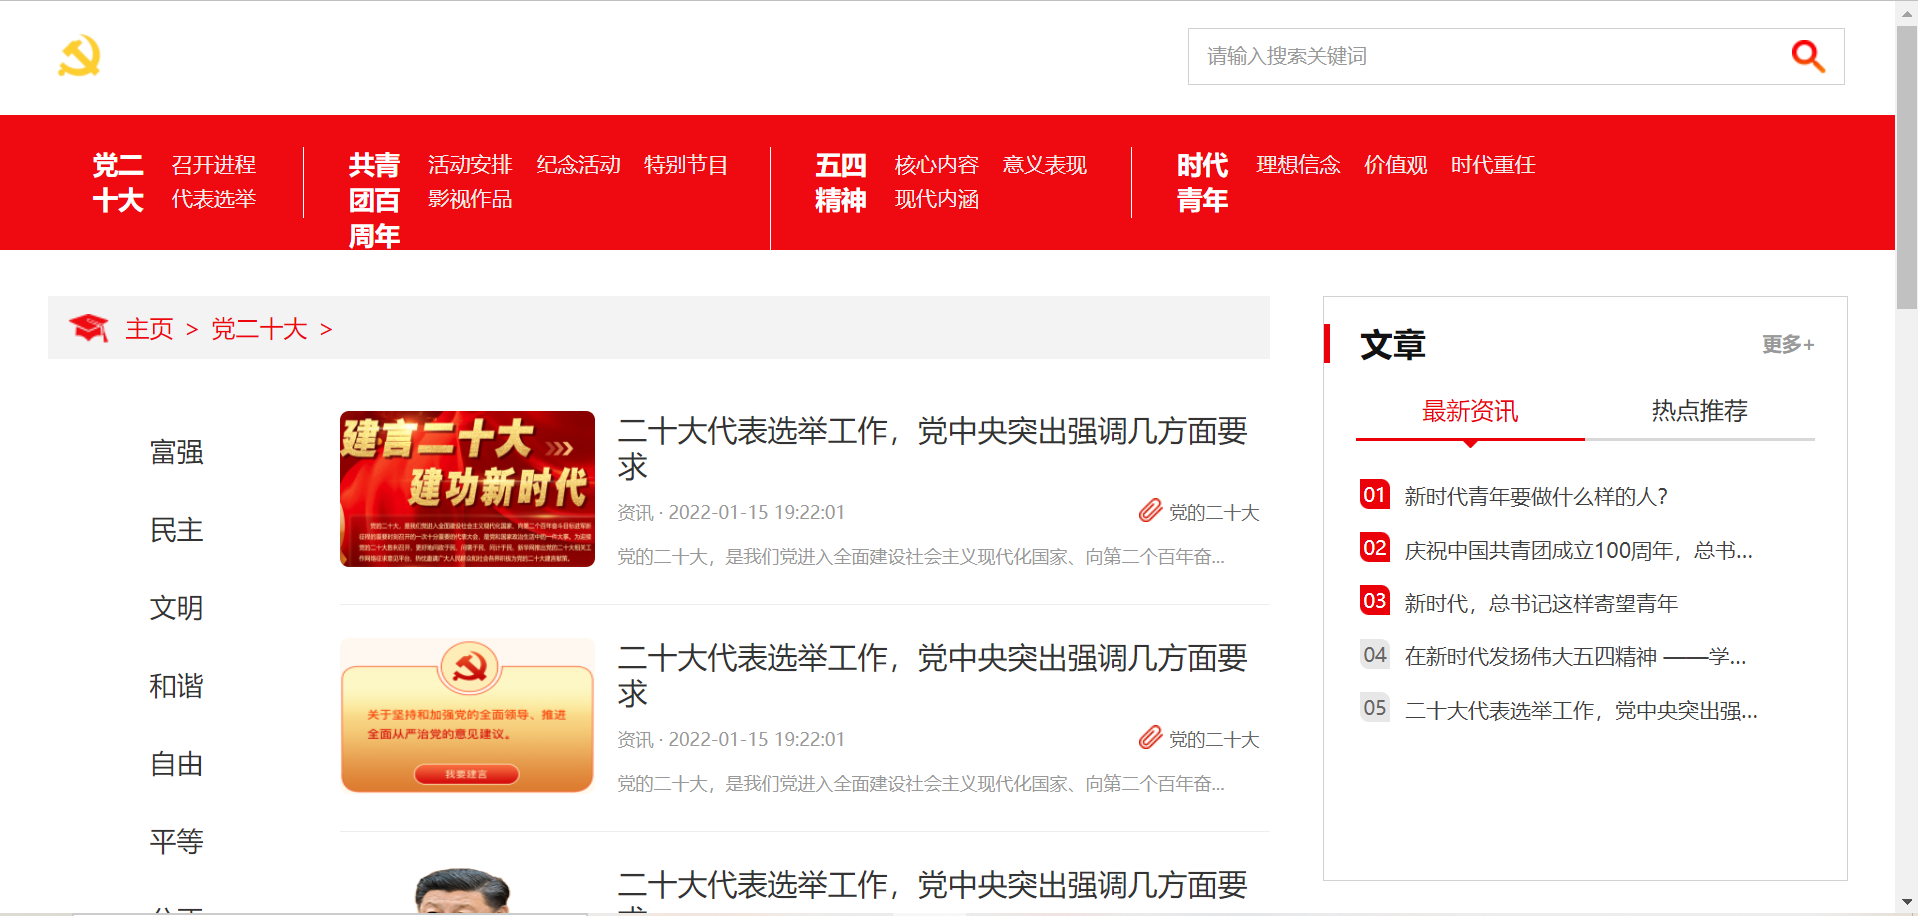 请输入搜索关键词
党二十大
召开进程
代表选举
共青团百周年
活动安排 纪念活动 特别节目
影视作品
五四精神
核心内容 意义表现
现代内涵
时代青年
理想信念 价值观 时代重任
主页 > 党二十大 >
富强
民主
文明
和谐
自由
平等
建言二十大
建功新时代
二十大代表选举工作，党中央突出强调几方面要
求
资讯 · 2022-01-15 19:22:01
党的二十大
党的二十大，是我们党进入全面建设社会主义现代化国家、向第二个百年奋...
关于坚持和加强党的全面领导、推进
全面从严治党的意见建议。
我要建言
二十大代表选举工作，党中央突出强调几方面要
求
资讯 · 2022-01-15 19:22:01
党的二十大
党的二十大，是我们党进入全面建设社会主义现代化国家、向第二个百年奋...
二十大代表选举工作，党中央突出强调几方面要
文章
更多+
最新资讯
热点推荐
01 新时代青年要做什么样的人？
02 庆祝中国共青团成立100周年，总书...
03 新时代，总书记这样寄望青年
04 在新时代发扬伟大五四精神 ——学...
05 二十大代表选举工作，党中央突出强...